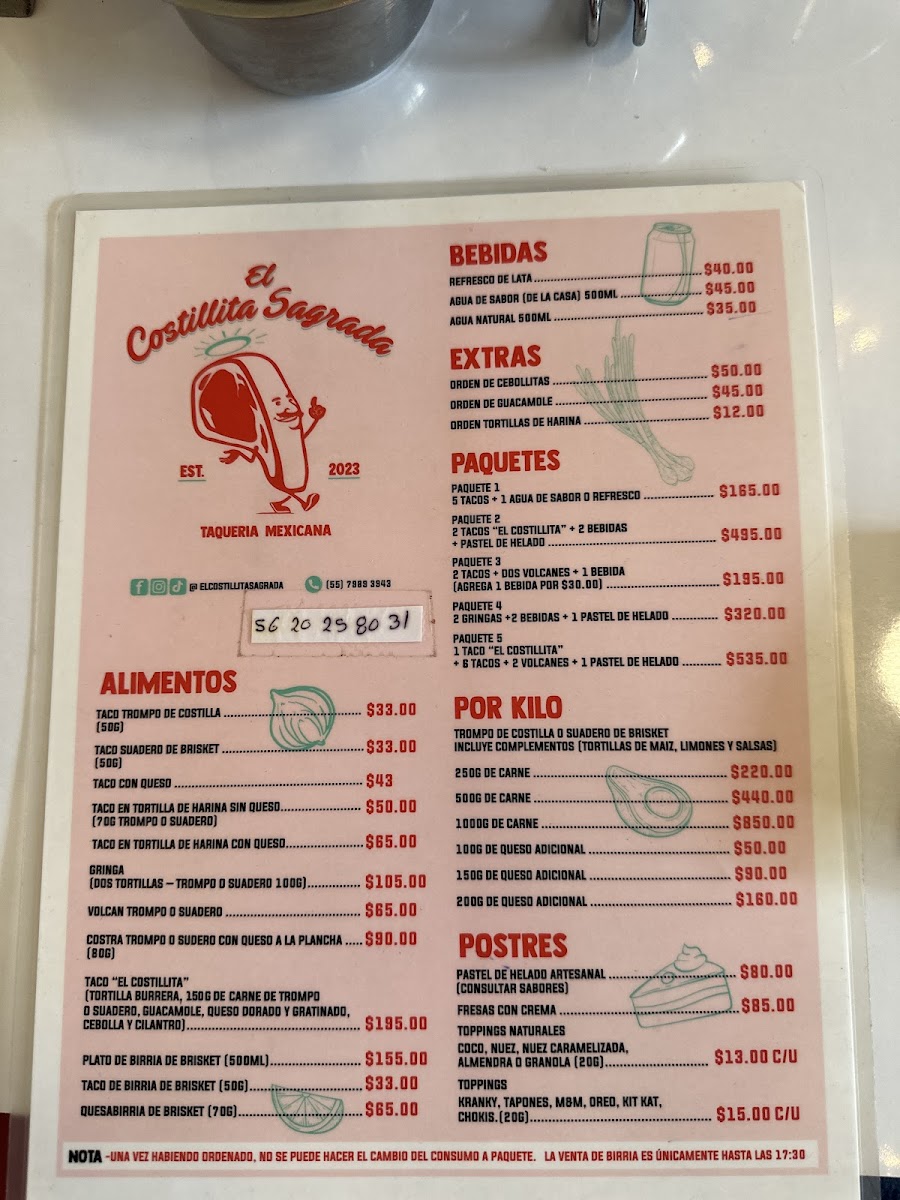 El
Costillita Sagrada
EST. 2023
TAQUERIA MEXICANA
@ ELCOSTILLITASAGRADA (55) 7989 3943
56 20 25 80 31
ALIMENTOS
TACO TROMPO DE COSTILLA $33.00
(50G)
TACO SUADERO DE BRISKET $33.00
(50G)
TACO CON QUESO $43
TACO EN TORTILLA DE HARINA SIN QUESO $50.00
(70G TROMPO O SUADERO)
TACO EN TORTILLA DE HARINA CON QUESO $65.00
GRINGA
(DOS TORTILLAS – TROMPO O SUADERO 100G) $105.00
VOLCAN TROMPO O SUADERO $65.00
COSTRA TROMPO O SUDERO CON QUESO A LA PLANCHA $90.00
(80G)
TACO "EL COSTILLITA"
(TORTILLA BURRERA, 150G DE CARNE DE TROMPO
O SUADERO, GUACAMOLE, QUESO DORADO Y GRATINADO,
CEBOLLA Y CILANTRO) $195.00
PLATO DE BIRRIA DE BRISKET (500ML) $155.00
TACO DE BIRRIA DE BRISKET (50G) $33.00
QUESABIRRIA DE BRISKET (70G) $65.00
BEBIDAS
REFRESCO DE LATA $40.00
AGUA DE SABOR (DE LA CASA) 500ML $45.00
AGUA NATURAL 500ML $35.00
EXTRAS
ORDEN DE CEBOLLITAS $50.00
ORDEN DE GUACAMOLE $45.00
ORDEN TORTILLAS DE HARINA $12.00
PAQUETES
PAQUETE 1
5 TACOS + 1 AGUA DE SABOR O REFRESCO $165.00
PAQUETE 2
2 TACOS "EL COSTILLITA" + 2 BEBIDAS
+ PASTEL DE HELADO $495.00
PAQUETE 3
2 TACOS + DOS VOLCANES + 1 BEBIDA
(AGREGA 1 BEBIDA POR $30.00) $195.00
PAQUETE 4
2 GRINGAS +2 BEBIDAS + 1 PASTEL DE HELADO $320.00
PAQUETE 5
1 TACO "EL COSTILLITA"
+ 6 TACOS + 2 VOLCANES + 1 PASTEL DE HELADO $535.00
POR KILO
TROMPO DE COSTILLA O SUADERO DE BRISKET
INCLUYE COMPLEMENTOS (TORTILLAS DE MAIZ, LIMONES Y SALSAS)
250G DE CARNE $220.00
500G DE CARNE $440.00
1000G DE CARNE $850.00
100G DE QUESO ADICIONAL $50.00
150G DE QUESO ADICIONAL $90.00
200G DE QUESO ADICIONAL $160.00
POSTRES
PASTEL DE HELADO ARTESANAL $80.00
(CONSULTAR SABORES)
FRESAS CON CREMA $85.00
TOPPINGS NATURALES
COCO, NUEZ, NUEZ CARAMELIZADA,
ALMENDRA O GRANOLA (20G) $13.00 C/U
TOPPINGS
KRANKY, TAPONES, M&M, OREO, KIT KAT,
CHOKIS.(20G) $15.00 C/U
NOTA -UNA VEZ HABIENDO ORDENADO, NO SE PUEDE HACER EL CAMBIO DEL CONSUMO A PAQUETE. LA VENTA DE BIRRIA ES ÚNICAMENTE HASTA LAS 17:30